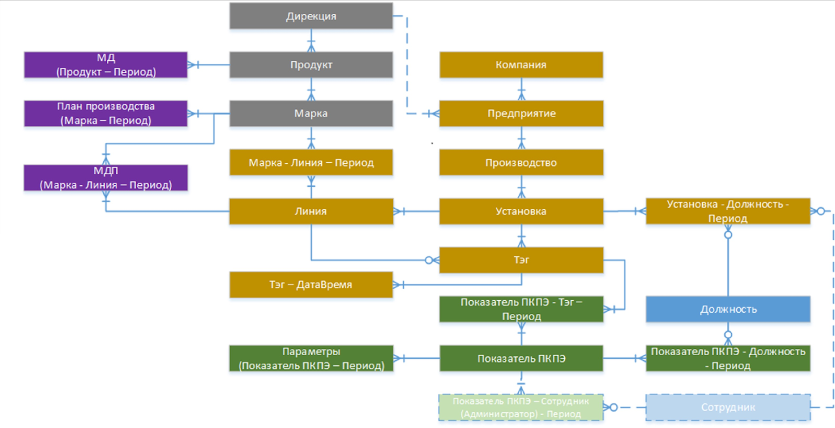 Дирекция
МД
(Продукт – Период)
Продукт
Компания
План производства
(Марка – Период)
Марка
Предприятие
МДП
(Марка - Линия – Период)
Марка - Линия – Период
Производство
Линия
Установка
Установка - Должность -
Период
Тэг
Тэг – ДатаВремя
Показатель ПКПЭ - Тэг –
Период
Должность
Параметры
(Показатель ПКПЭ – Период)
Показатель ПКПЭ
Показатель ПКПЭ - Должность
- Период
Показатель ПКПЭ – Сотрудник
(Администратор) - Период
Сотрудник